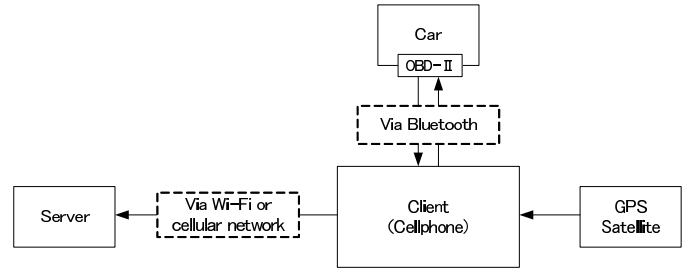 Car
OBD-Ⅱ
Via Bluetooth
Server
Via Wi-Fi or
cellular network
Client
(Cellphone)
GPS
Satellite